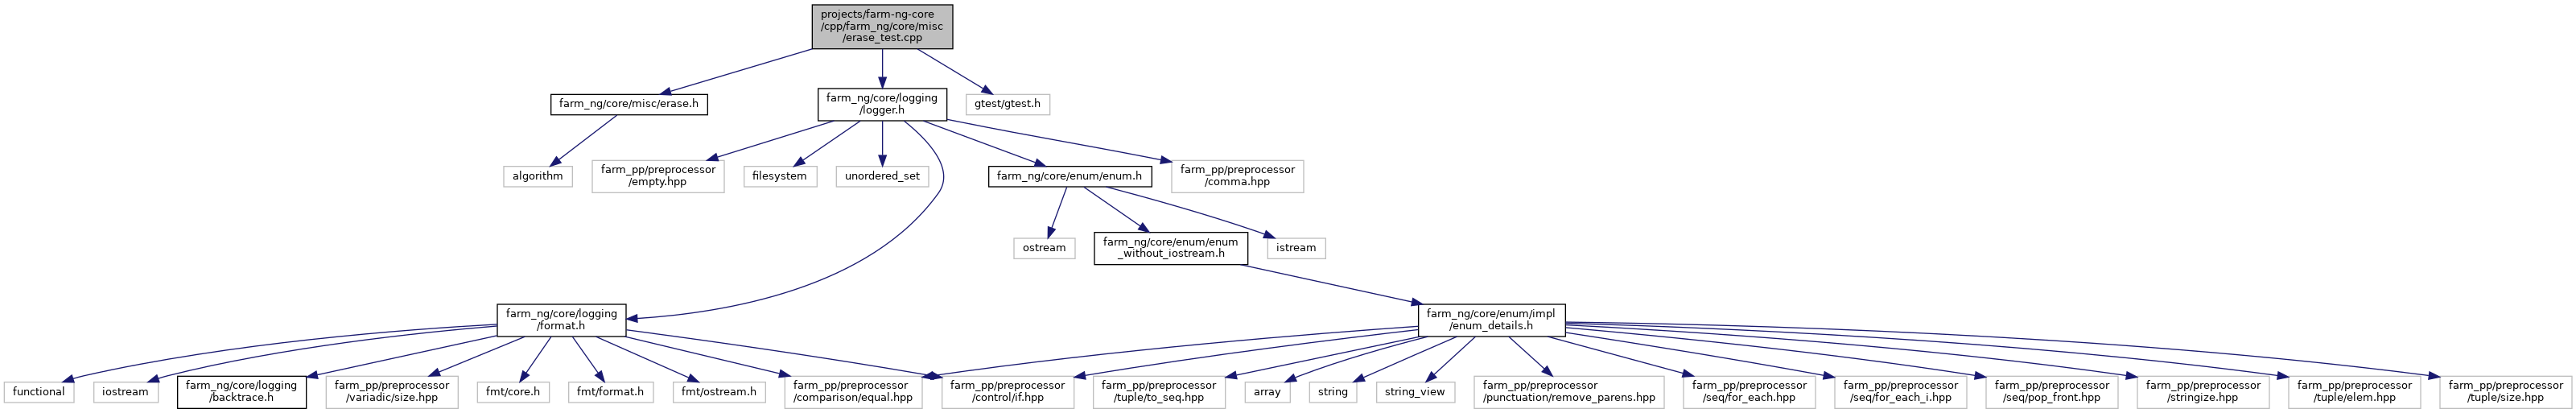 projects/farm-ng-core
/cpp/farm_ng/core/misc
/erase_test.cpp
farm_ng/core/misc/erase.h
farm_ng/core/logging
/logger.h
gtest/gtest.h
algorithm
farm_pp/preprocessor
/empty.hpp
filesystem
unordered_set
farm_ng/core/enum/enum.h
farm_pp/preprocessor
/comma.hpp
ostream
farm_ng/core/enum/enum
_without_iostream.h
istream
farm_ng/core/logging
/format.h
farm_ng/core/enum/impl
/enum_details.h
functional
iostream
farm_ng/core/logging
/backtrace.h
farm_pp/preprocessor
/variadic/size.hpp
fmt/core.h
fmt/format.h
fmt/ostream.h
farm_pp/preprocessor
/comparison/equal.hpp
farm_pp/preprocessor
/control/if.hpp
farm_pp/preprocessor
/tuple/to_seq.hpp
array
string
string_view
farm_pp/preprocessor
/punctuation/remove_parens.hpp
farm_pp/preprocessor
/seq/for_each.hpp
farm_pp/preprocessor
/seq/for_each_i.hpp
farm_pp/preprocessor
/seq/pop_front.hpp
farm_pp/preprocessor
/stringize.hpp
farm_pp/preprocessor
/tuple/elem.hpp
farm_pp/preprocessor
/tuple/size.hpp